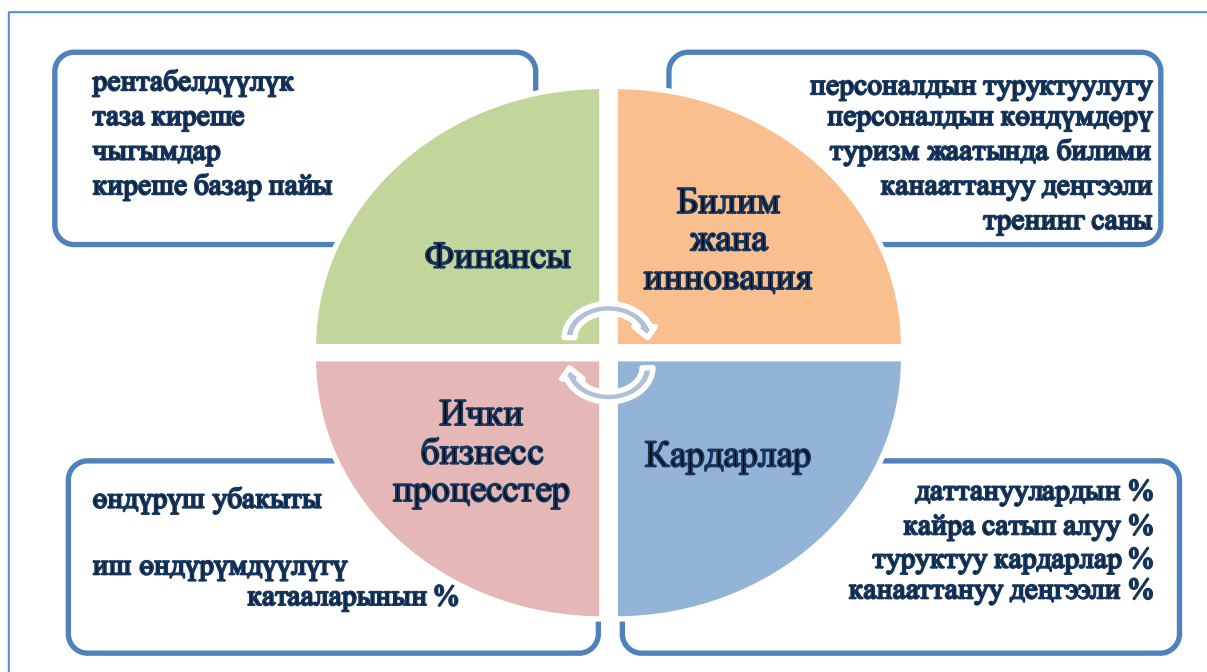 рентабелдүүлүк
таза киреше
чыгымдар
киреше базар пайы
Финансы
персоналдын туруктуулугу
персоналдын көндүмдөрү
туризм жаатында билими
канааттануу деңгээли
тренинг саны
Билим
жана
инновация
Ички
бизнесс
процесстер
өндүрүш убакыты
иш өндүрүмдүүлүгү
катааларынын %
Кардарлар
даттануулардын %
кайра сатып алуу %
туруктуу кардарлар %
канааттануу деңгээли %